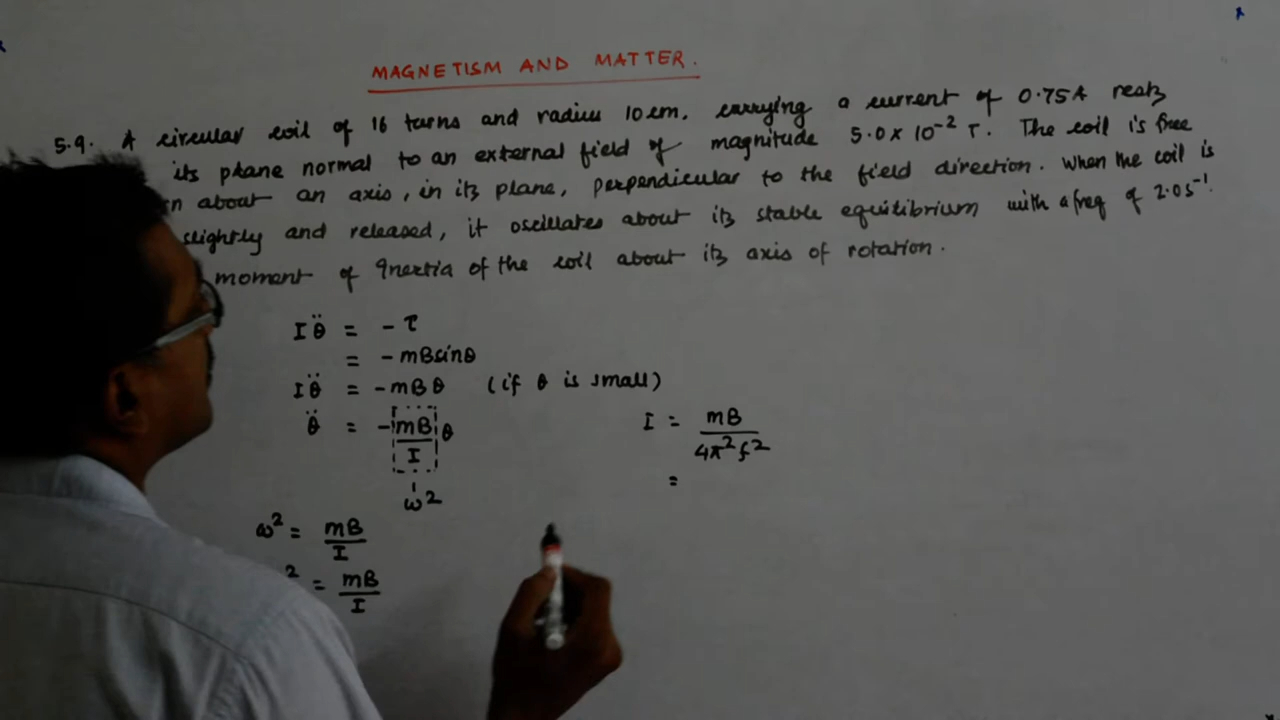 MAGNETISM AND MATTER.
5.9. A circular coil of 16 turns and radius 10 cm, carrying a current of 0.75A rests
its plane normal to an external field of magnitude 5.0 x 10⁻² T. The coil is free
about an axis, in its plane, perpendicular to the field direction. When the coil is
slightly and released, it oscillates about its stable equilibrium with a freq of 2.0 s⁻¹.
moment of Inertia of the coil about its axis of rotation.
Iθ̈ = - τ
= - mBsinθ
Iθ̈ = - mBθ (if θ is small)
θ̈ = - mB/I θ
ω²
I = mB/4π²f²
=
ω² = mB/I
² = mB/I